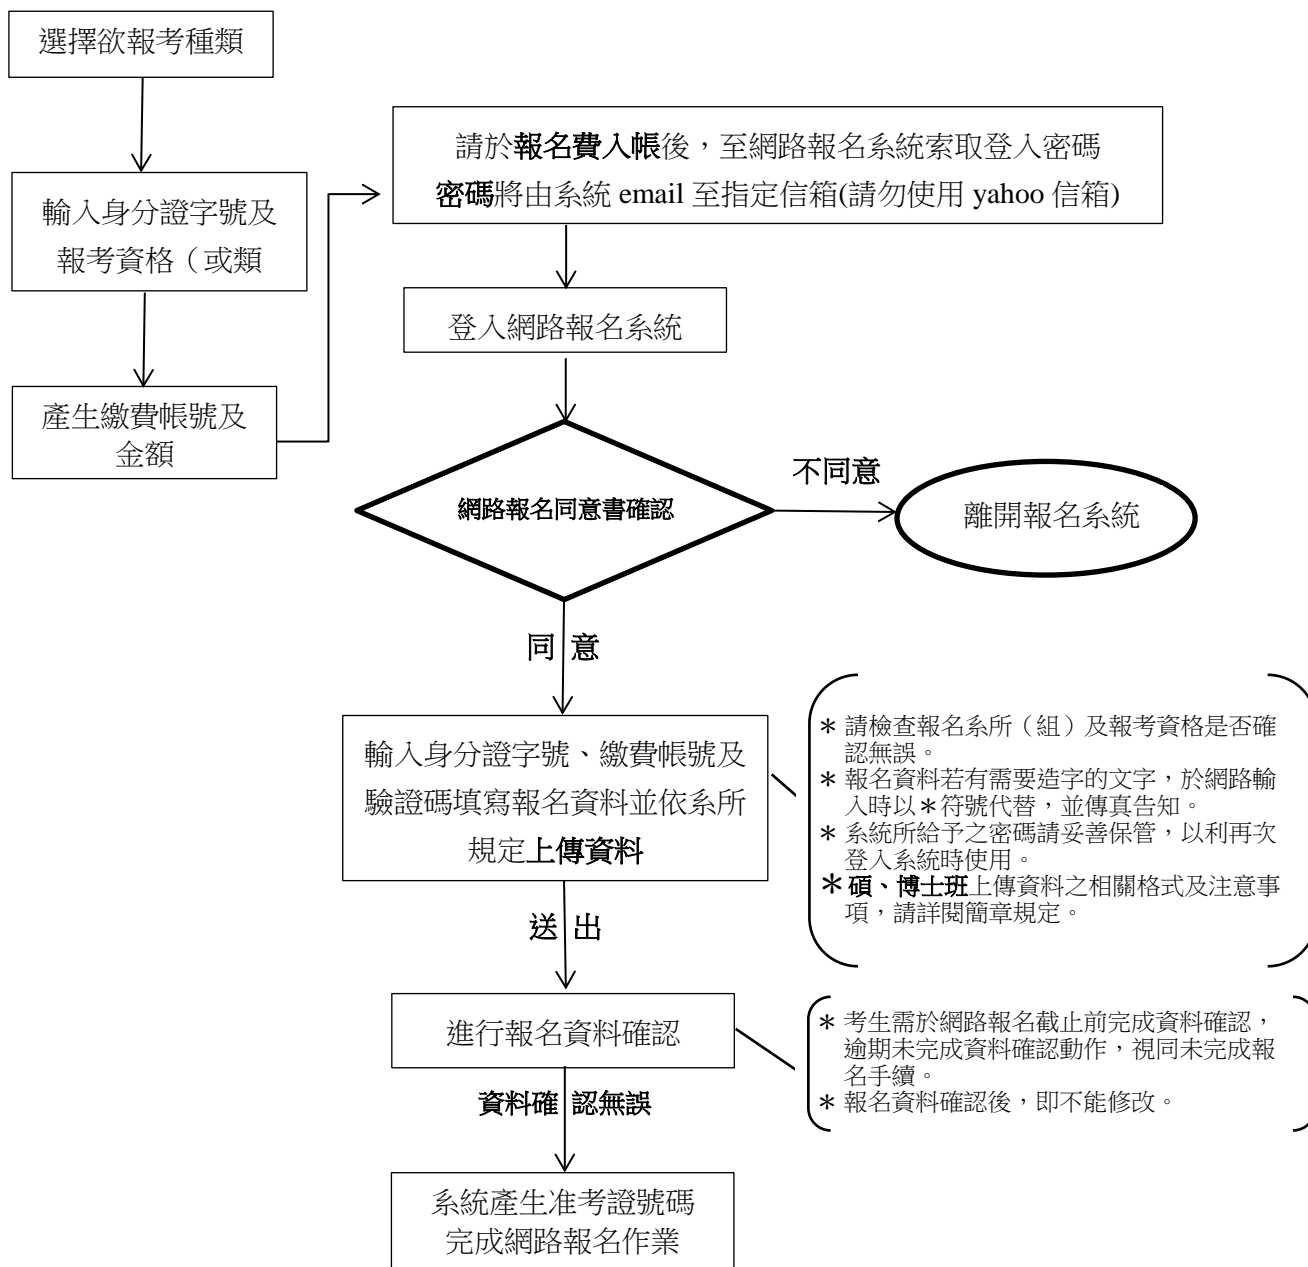 選擇欲報考種類
輸入身分證字號及
報考資格（或類
產生繳費帳號及
金額
請於報名費入帳後，至網路報名系統索取登入密碼
密碼將由系統 email 至指定信箱(請勿使用 yahoo 信箱)
登入網路報名系統
網路報名同意書確認
不同意
離開報名系統
同意
輸入身分證字號、繳費帳號及
驗證碼填寫報名資料並依系所
規定上傳資料
＊請檢查報名系所（組）及報考資格是否確
認無誤。
＊報名資料若有需要造字的文字，於網路輸
入時以＊符號代替，並傳真告知。
＊系統所給予之密碼請妥善保管，以利再次
登入系統時使用。
＊碩、博士班上傳資料之相關格式及注意事
項，請詳閱簡章規定。
送出
進行報名資料確認
＊考生需於網路報名截止前完成資料確認，
逾期未完成資料確認動作，視同未完成報
名手續。
＊報名資料確認後，即不能修改。
資料確認無誤
系統產生准考證號碼
完成網路報名作業